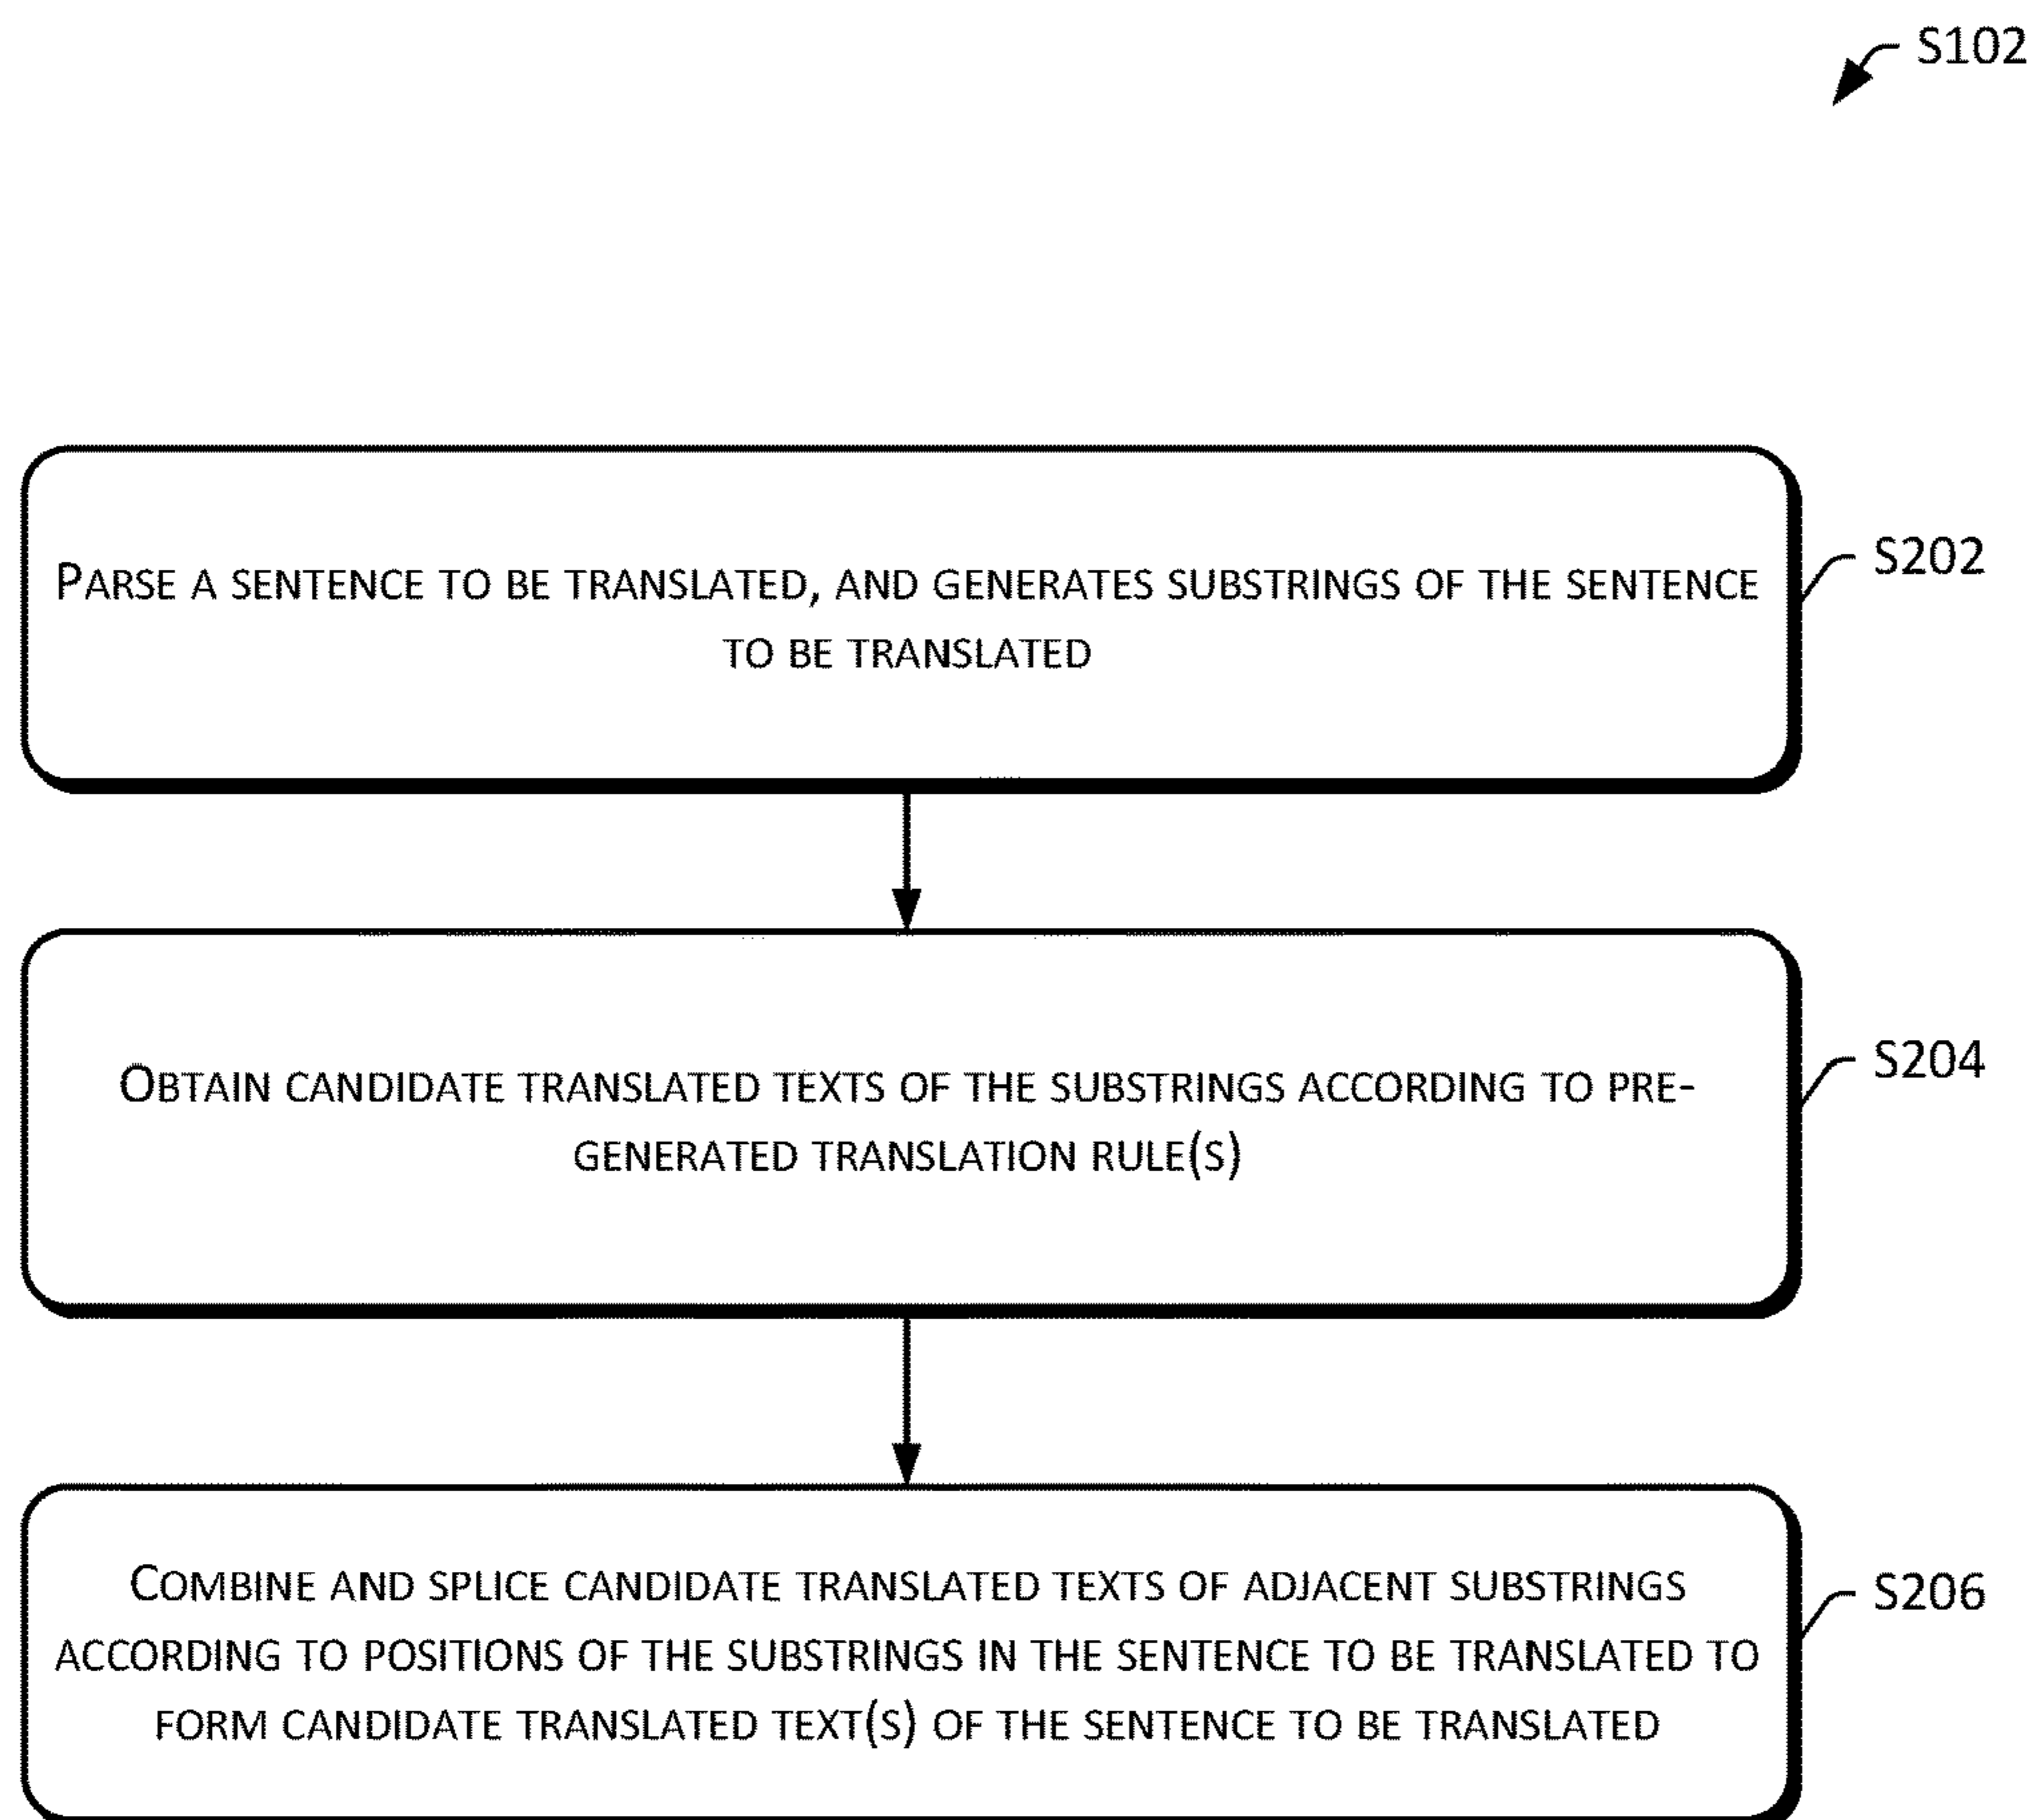 S102
PARSE A SENTENCE TO BE TRANSLATED, AND GENERATES SUBSTRINGS OF THE SENTENCE
TO BE TRANSLATED
S202
OBTAIN CANDIDATE TRANSLATED TEXTS OF THE SUBSTRINGS ACCORDING TO PRE-
GENERATED TRANSLATION RULE(S)
S204
COMBINE AND SPLICE CANDIDATE TRANSLATED TEXTS OF ADJACENT SUBSTRINGS
ACCORDING TO POSITIONS OF THE SUBSTRINGS IN THE SENTENCE TO BE TRANSLATED TO
FORM CANDIDATE TRANSLATED TEXT(S) OF THE SENTENCE TO BE TRANSLATED
S206